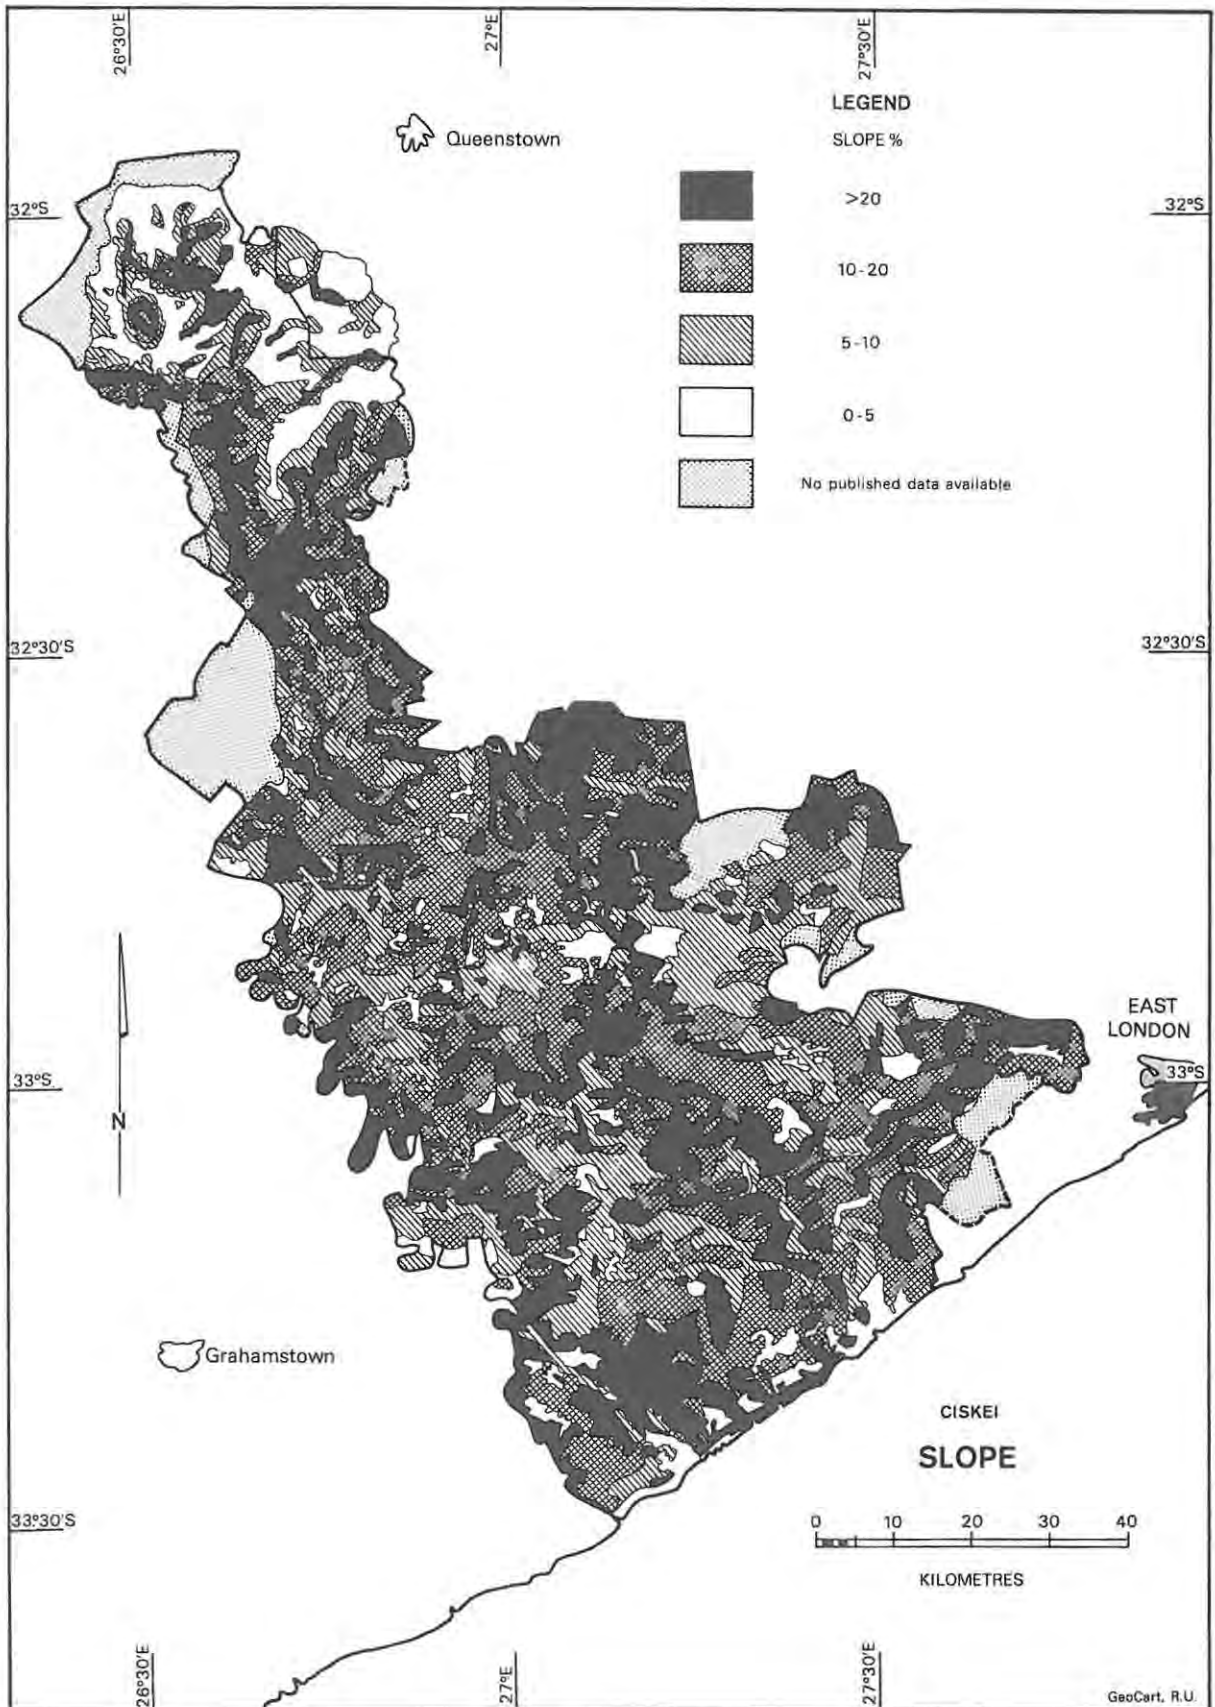 26°30'E
27°E
27°30'E
LEGEND
SLOPE %
Queenstown
>20
32°S
32°S
10-20
5-10
0-5
No published data available
32°30'S
32°30'S
EAST
LONDON
33°S
33°S
N
Grahamstown
CISKEI
SLOPE
33°30'S
0 10 20 30 40
KILOMETRES
26°30'E
27°E
27°30'E
GeoCart. R.U.